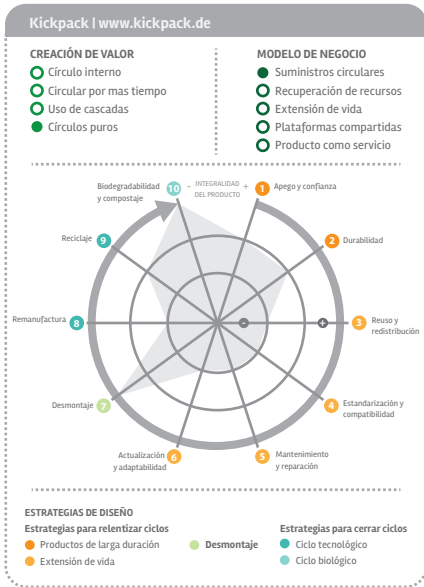 Kickpack | www.kickpack.de
CREACIÓN DE VALOR
Círculo interno
Circular por mas tiempo
Uso de cascadas
Círculos puros
MODELO DE NEGOCIO
Suministros circulares
Recuperación de recursos
Extensión de vida
Plataformas compartidas
Producto como servicio
- INTEGRALIDAD +
DEL PRODUCTO
1 Apego y confianza
2 Durabilidad
3 Reuso y
redistribución
4 Estandarización y
compatibilidad
5 Mantenimiento
y reparación
6 Actualización
y adaptabilidad
7 Desmontaje
8 Remanufactura
9 Reciclaje
10 Biodegradabilidad
y compostaje
- +
ESTRATEGIAS DE DISEÑO
Estrategias para relentizar ciclos
Productos de larga duración
Extensión de vida
Desmontaje
Estrategias para cerrar ciclos
Ciclo tecnológico
Ciclo biológico